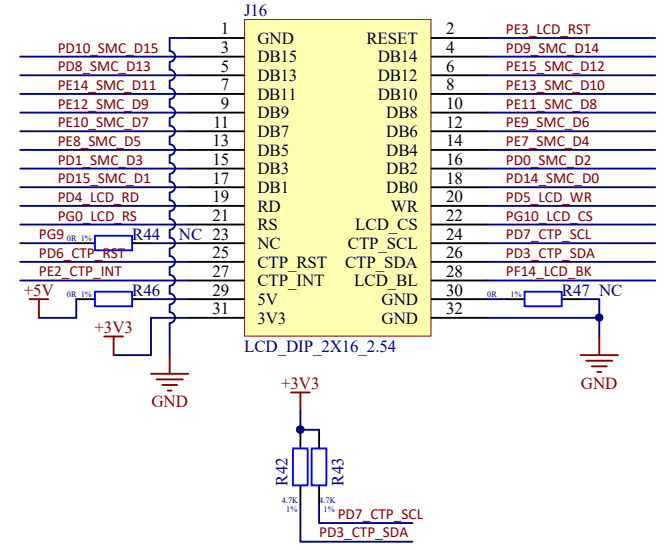 J16
1 GND RESET 2 PE3_LCD_RST
PD10_SMC_D15 3 DB15 DB14 4 PD9_SMC_D14
PD8_SMC_D13 5 DB13 DB12 6 PE15_SMC_D12
PE14_SMC_D11 7 DB11 DB10 8 PE13_SMC_D10
PE12_SMC_D9 9 DB9 DB8 10 PE11_SMC_D8
PE10_SMC_D7 11 DB7 DB6 12 PE9_SMC_D6
PE8_SMC_D5 13 DB5 DB4 14 PE7_SMC_D4
PD1_SMC_D3 15 DB3 DB2 16 PD0_SMC_D2
PD15_SMC_D1 17 DB1 DB0 18 PD14_SMC_D0
PD4_LCD_RD 19 RD WR 20 PD5_LCD_WR
PG0_LCD_RS 21 RS LCD_CS 22 PG10_LCD_CS
PG9 0R 1% R44 NC 23 NC CTP_SCL 24 PD7_CTP_SCL
PD6_CTP_RST 25 CTP_RST CTP_SDA 26 PD3_CTP_SDA
PE2_CTP_INT 27 CTP_INT LCD_BL 28 PF14_LCD_BK
+5V 0R 1% R46 29 5V GND 30 0R 1% R47 NC
+3V3 31 3V3 GND 32
LCD_DIP_2X16_2.54
GND
GND
+3V3
R42 R43
4.7K 4.7K
1% 1%
PD7_CTP_SCL
PD3_CTP_SDA